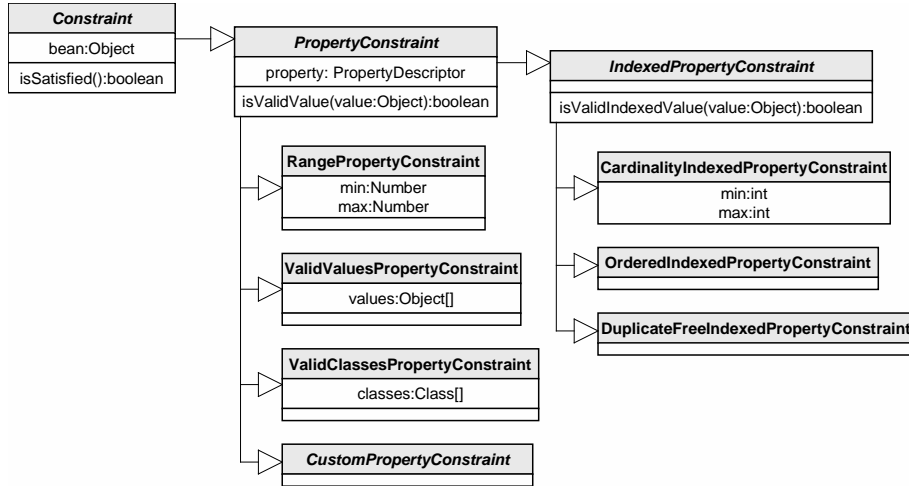 Constraint
bean:Object
isSatisfied():boolean
PropertyConstraint
property: PropertyDescriptor
isValidValue(value:Object):boolean
IndexedPropertyConstraint
isValidIndexedValue(value:Object):boolean
RangePropertyConstraint
min:Number
max:Number
ValidValuesPropertyConstraint
values:Object[]
ValidClassesPropertyConstraint
classes:Class[]
CustomPropertyConstraint
CardinalityIndexedPropertyConstraint
min:int
max:int
OrderedIndexedPropertyConstraint
DuplicateFreeIndexedPropertyConstraint